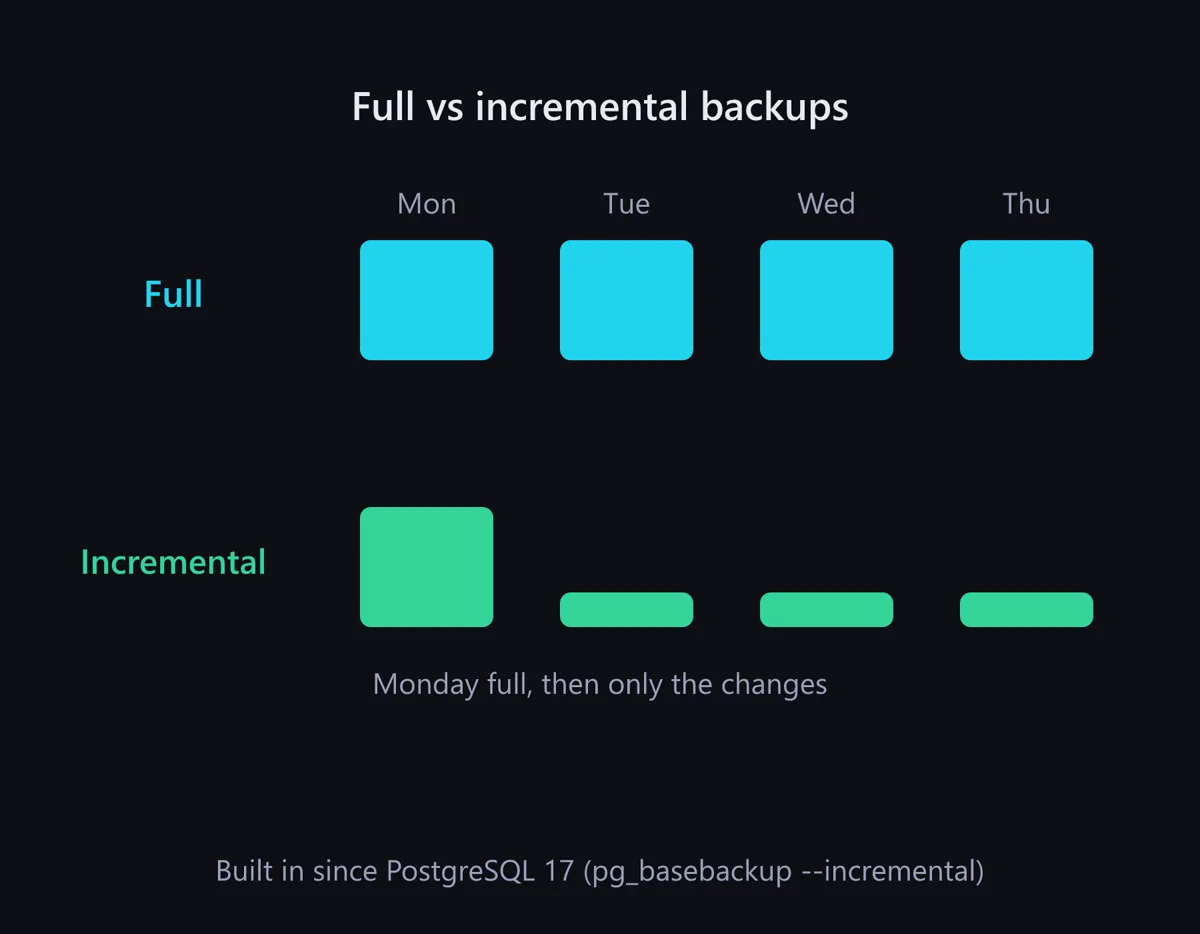 Full vs incremental backups
Mon Tue Wed Thu
Full
Incremental
Monday full, then only the changes
Built in since PostgreSQL 17 (pg_basebackup --incremental)